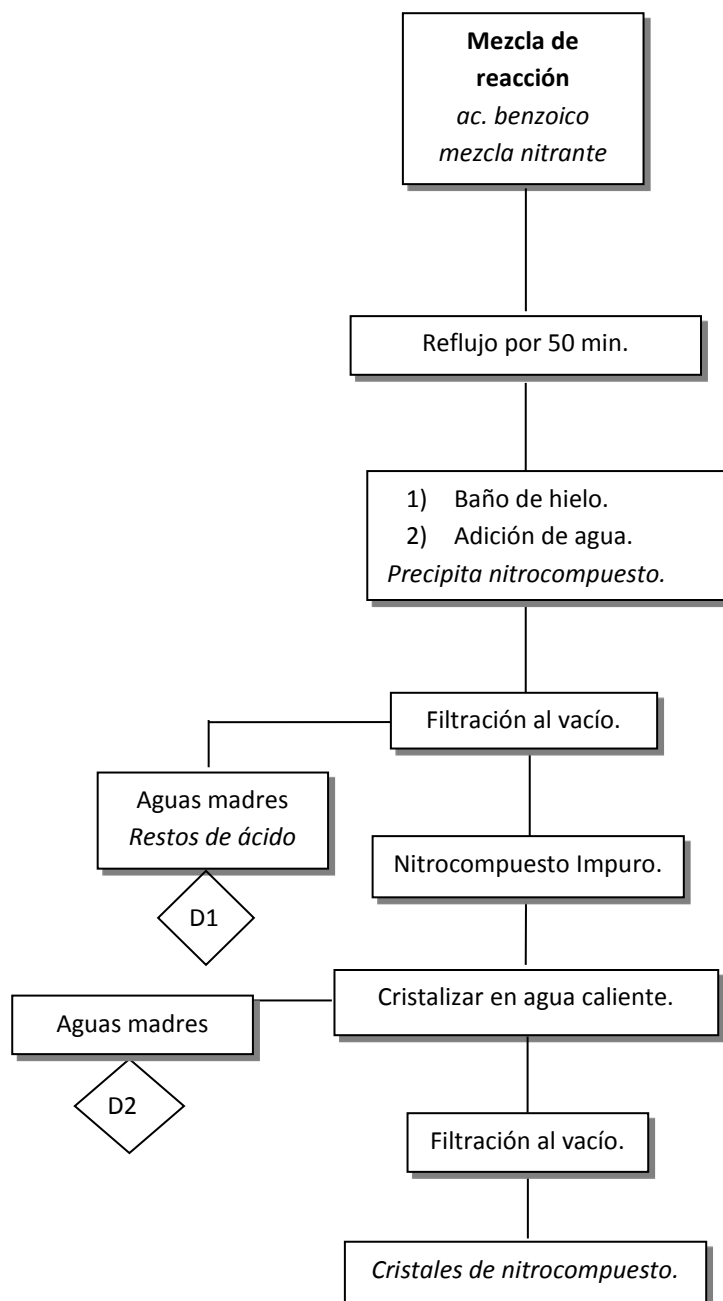 Mezcla de
reacción
ac. benzoico
mezcla nitrante
Reflujo por 50 min.
1) Baño de hielo.
2) Adición de agua.
Precipita nitrocompuesto.
Filtración al vacío.
Aguas madres
Restos de ácido
D1
Nitrocompuesto Impuro.
Cristalizar en agua caliente.
Aguas madres
D2
Filtración al vacío.
Cristales de nitrocompuesto.